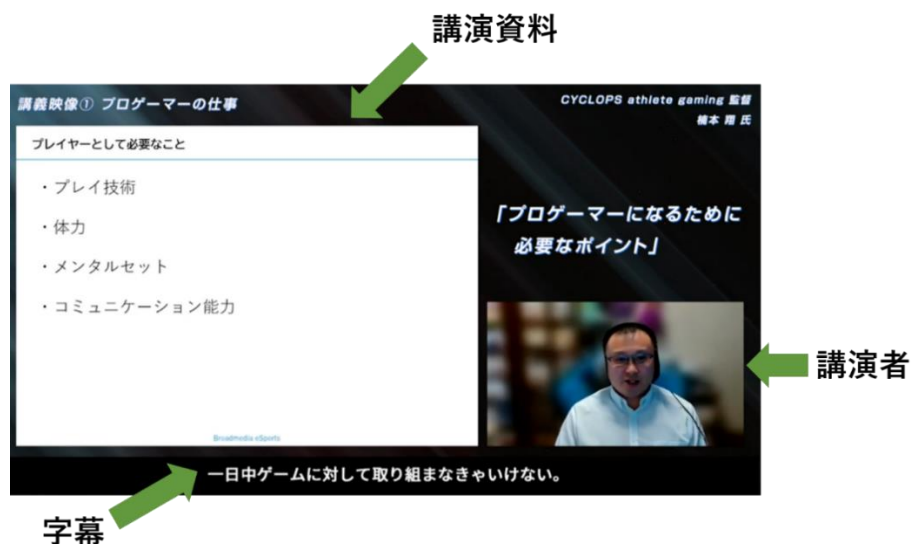 講演資料
講義映像① プロゲーマーの仕事
CYCLOPS athlete gaming 監督
楠本 翔 氏
プレイヤーとして必要なこと
・プレイ技術
・体力
・メンタルセット
・コミュニケーション能力
「プロゲーマーになるために
必要なポイント」
講演者
Broadmedia eSports
一日中ゲームに対して取り組まなきゃいけない。
字幕